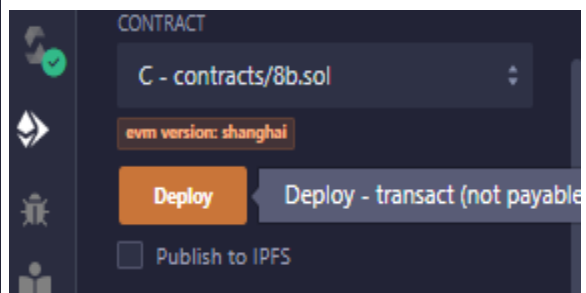 CONTRACT
C - contracts/8b.sol
evm version: shanghai
Deploy
Deploy - transact (not payable
Publish to IPFS